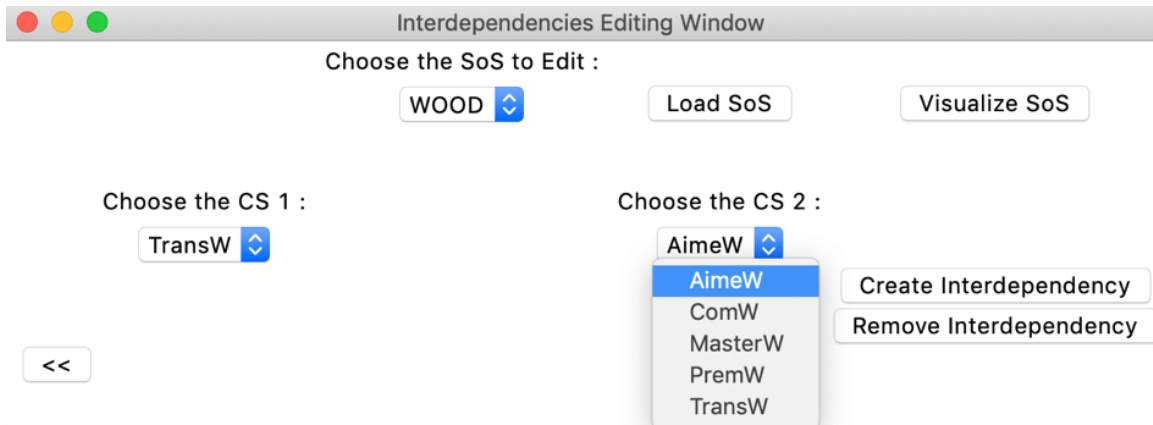 Interdependencies Editing Window
Choose the SoS to Edit :
WOOD
Load SoS
Visualize SoS
Choose the CS 1 :
Choose the CS 2 :
TransW
AimeW
AimeW
ComW
MasterW
PremW
TransW
Create Interdependency
Remove Interdependency
<<